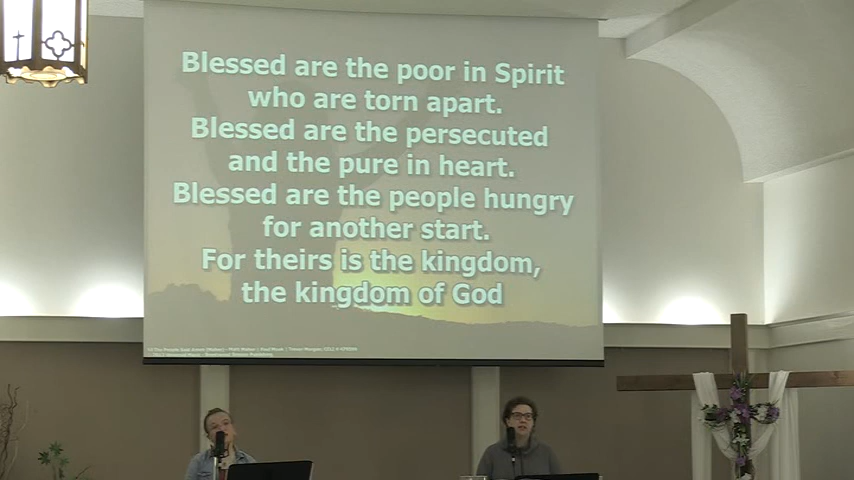 Blessed are the poor in Spirit
who are torn apart.
Blessed are the persecuted
and the pure in heart.
Blessed are the people hungry
for another start.
For theirs is the kingdom,
the kingdom of God